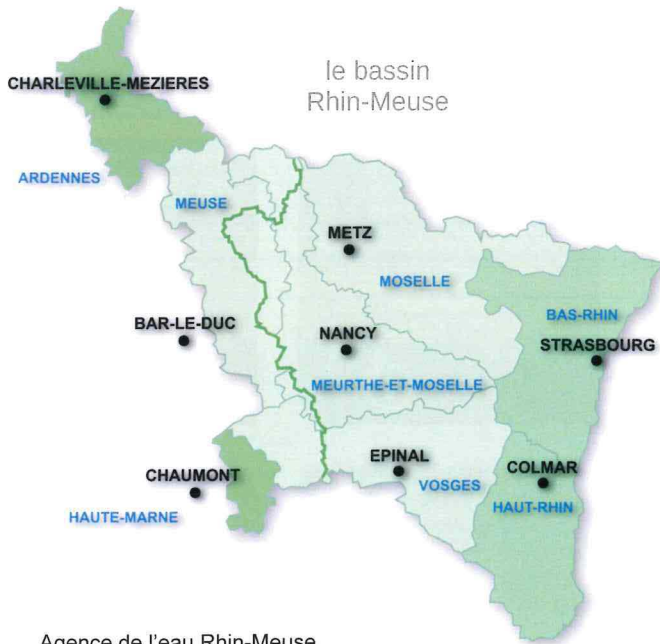 le bassin
Rhin-Meuse
CHARLEVILLE-MEZIERES
ARDENNES
MEUSE
METZ
MOSELLE
BAS-RHIN
BAR-LE-DUC
NANCY
STRASBOURG
MEURTHE-ET-MOSELLE
EPINAL
CHAUMONT
COLMAR
VOSGES
HAUT-RHIN
HAUTE-MARNE
Agence de l'eau Rhin-Meuse